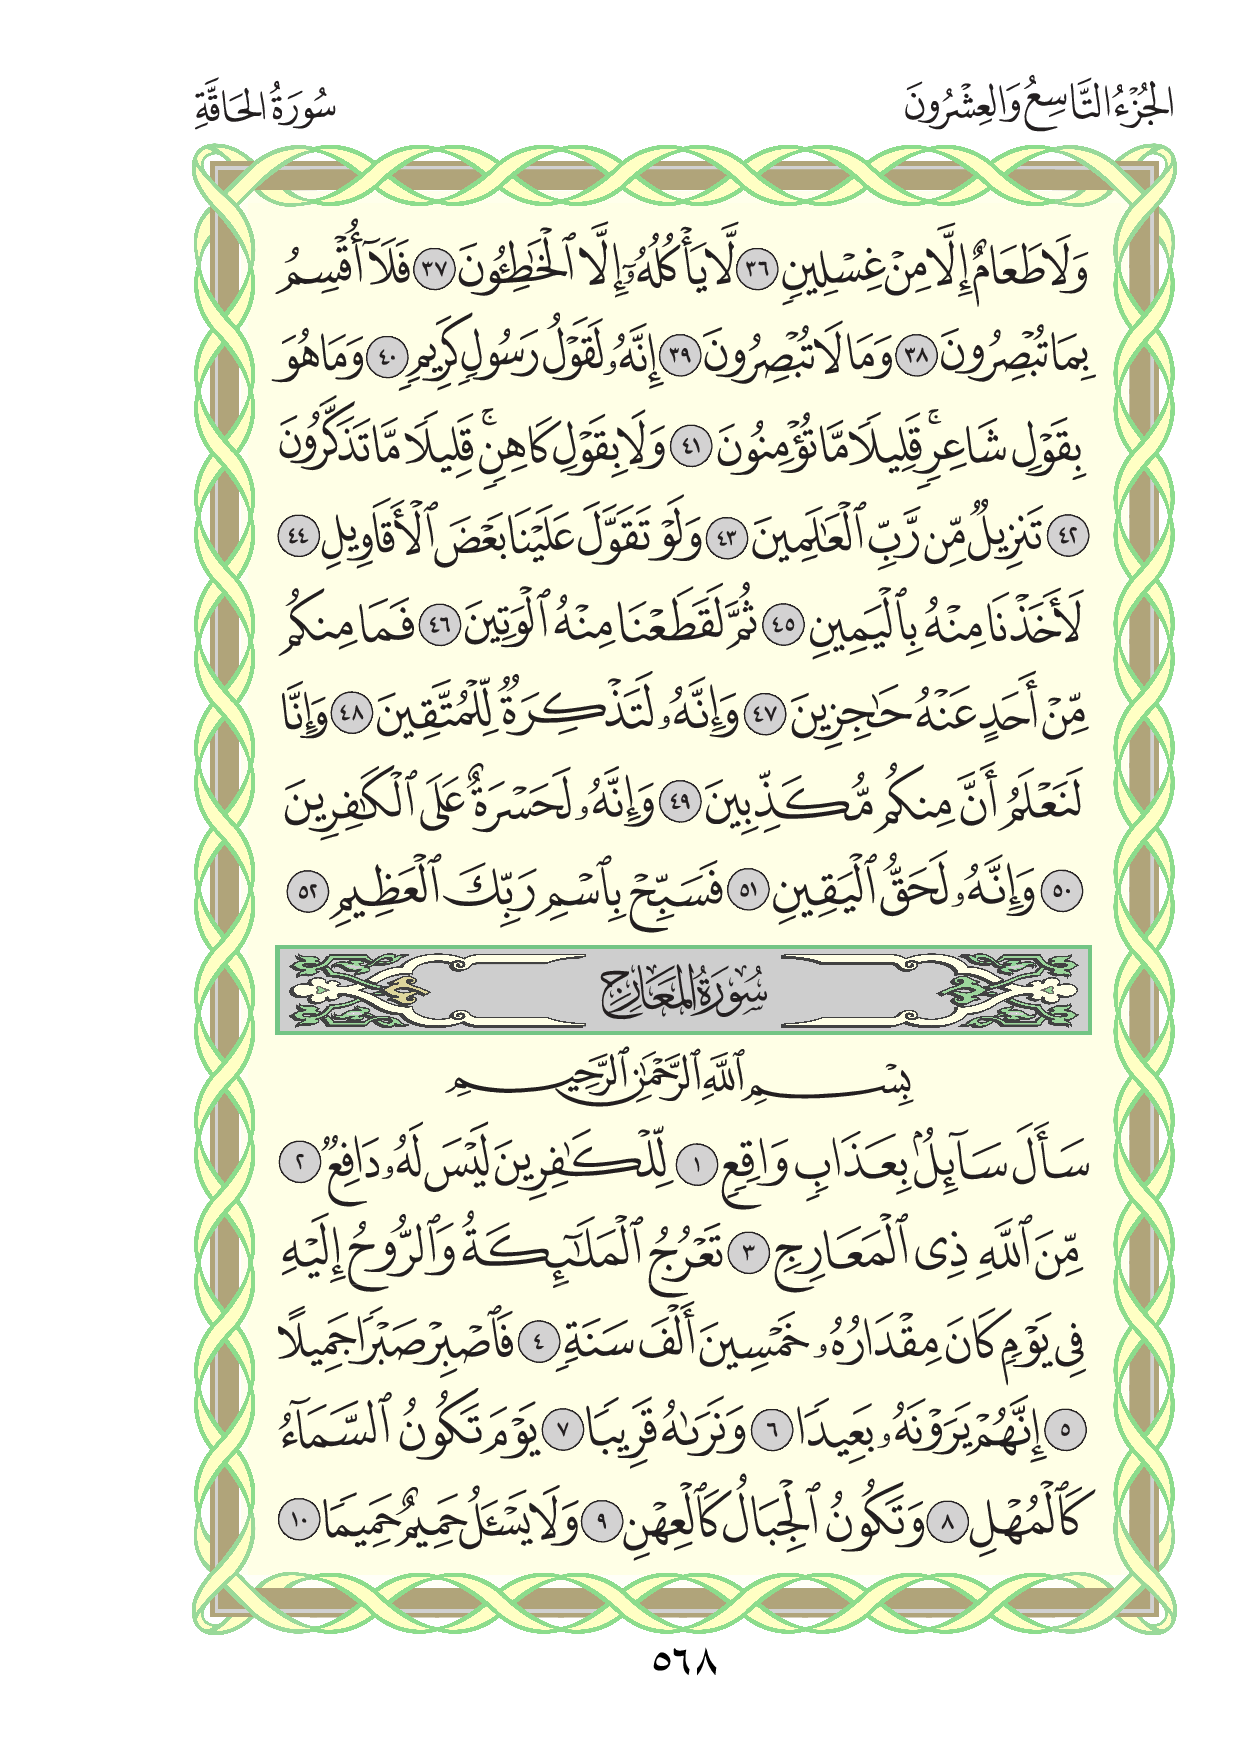 الجُزْءُ التَّاسِعُ وَالعِشْرُونَ
سُورَةُ الحَاقَّةِ
وَلَا طَعَامٌ إِلَّا مِنْ غِسْلِينٖ ٣٦ لَّا يَأۡكُلُهُۥٓ إِلَّا ٱلۡخَٰطِـُٔونَ ٣٧ فَلَآ أُقۡسِمُ
بِمَا تُبۡصِرُونَ ٣٨ وَمَا لَا تُبۡصِرُونَ ٣٩ إِنَّهُۥ لَقَوۡلُ رَسُولٖ كَرِيمٖ ٤٠ وَمَا هُوَ
بِقَوۡلِ شَاعِرٖۚ قَلِيلٗا مَّا تُؤۡمِنُونَ ٤١ وَلَا بِقَوۡلِ كَاهِنٖۚ قَلِيلٗا مَّا تَذَكَّرُونَ
٤٢ تَنزِيلٞ مِّن رَّبِّ ٱلۡعَٰلَمِينَ ٤٣ وَلَوۡ تَقَوَّلَ عَلَيۡنَا بَعۡضَ ٱلۡأَقَاوِيلِ ٤٤
لَأَخَذۡنَا مِنۡهُ بِٱلۡيَمِينِ ٤٥ ثُمَّ لَقَطَعۡنَا مِنۡهُ ٱلۡوَتِينَ ٤٦ فَمَا مِنكُم
مِّنۡ أَحَدٍ عَنۡهُ حَٰجِزِينَ ٤٧ وَإِنَّهُۥ لَتَذۡكِرَةٞ لِّلۡمُتَّقِينَ ٤٨ وَإِنَّا
لَنَعۡلَمُ أَنَّ مِنكُم مُّكَذِّبِينَ ٤٩ وَإِنَّهُۥ لَحَسۡرَةٌ عَلَى ٱلۡكَٰفِرِينَ
٥٠ وَإِنَّهُۥ لَحَقُّ ٱلۡيَقِينِ ٥١ فَسَبِّحۡ بِٱسۡمِ رَبِّكَ ٱلۡعَظِيمِ ٥٢
سُورَةُ المَعَارِجِ
بِسۡمِ ٱللَّهِ ٱلرَّحۡمَٰنِ ٱلرَّحِيمِ
سَأَلَ سَآئِلُۢ بِعَذَابٖ وَاقِعٖ ١ لِّلۡكَٰفِرِينَ لَيۡسَ لَهُۥ دَافِعٞ ٢
مِّنَ ٱللَّهِ ذِي ٱلۡمَعَارِجِ ٣ تَعۡرُجُ ٱلۡمَلَٰٓئِكَةُ وَٱلرُّوحُ إِلَيۡهِ
فِي يَوۡمٖ كَانَ مِقۡدَارُهُۥ خَمۡسِينَ أَلۡفَ سَنَةٖ ٤ فَٱصۡبِرۡ صَبۡرٗا جَمِيلًا
٥ إِنَّهُمۡ يَرَوۡنَهُۥ بَعِيدٗا ٦ وَنَرَىٰهُ قَرِيبٗا ٧ يَوۡمَ تَكُونُ ٱلسَّمَآءُ
كَٱلۡمُهۡلِ ٨ وَتَكُونُ ٱلۡجِبَالُ كَٱلۡعِهۡنِ ٩ وَلَا يَسۡـَٔلُ حَمِيمٌ حَمِيمٗا ١٠
٥٦٨